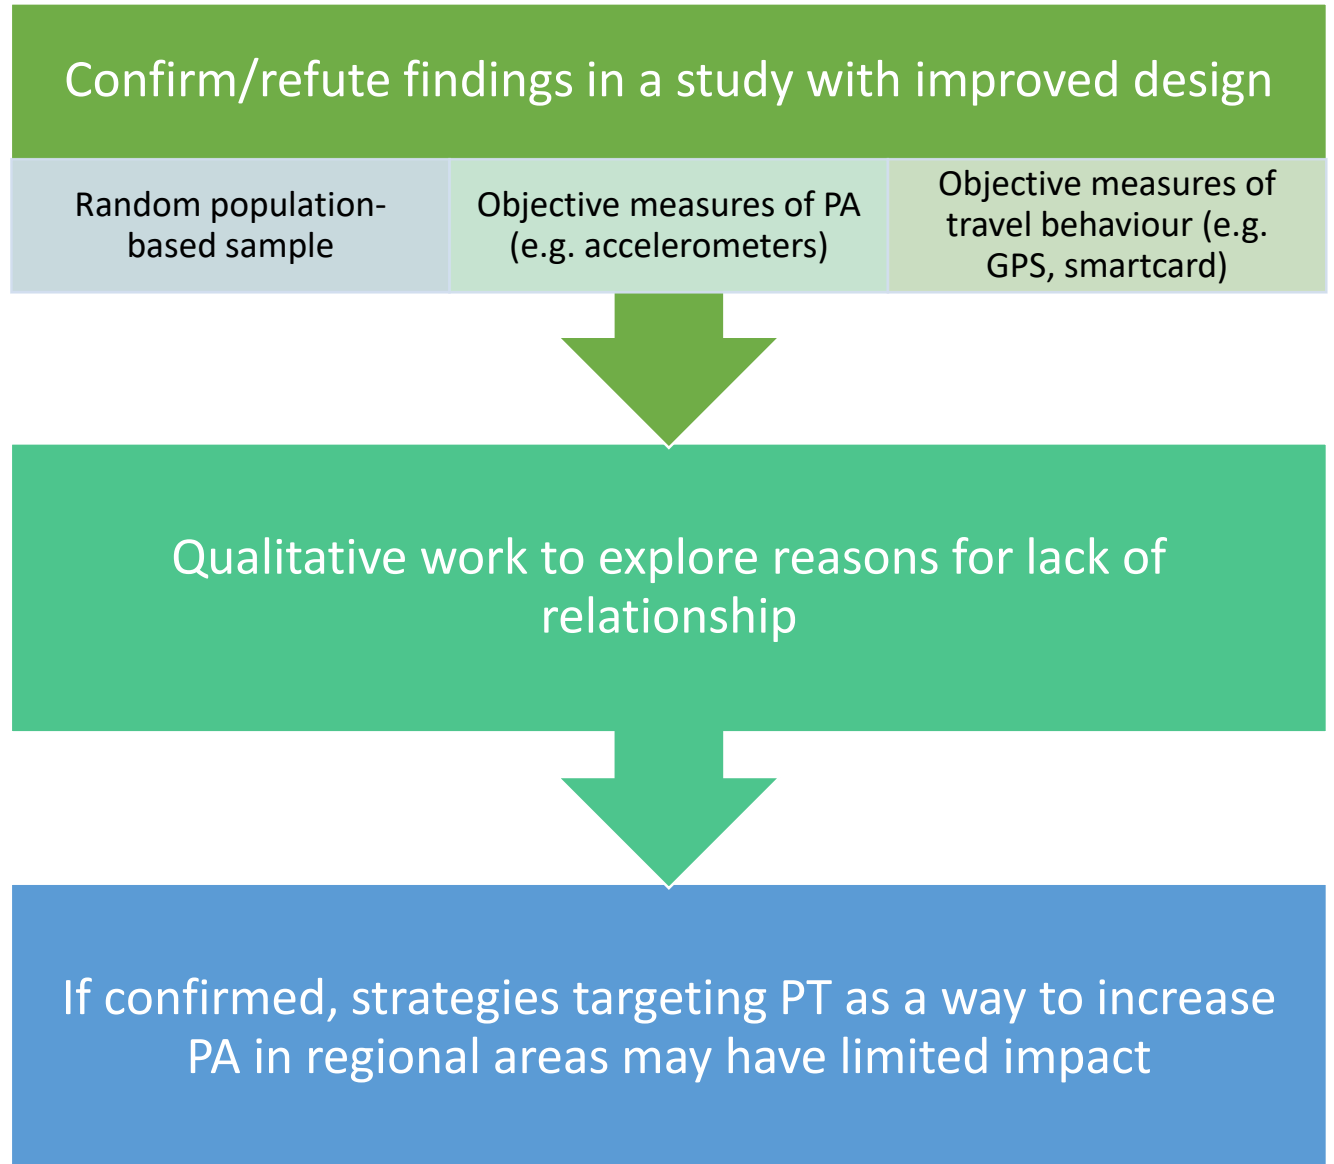 Confirm/refute findings in a study with improved design
Random population-
based sample
Objective measures of PA
(e.g. accelerometers)
Objective measures of
travel behaviour (e.g.
GPS, smartcard)
Qualitative work to explore reasons for lack of
relationship
If confirmed, strategies targeting PT as a way to increase
PA in regional areas may have limited impact